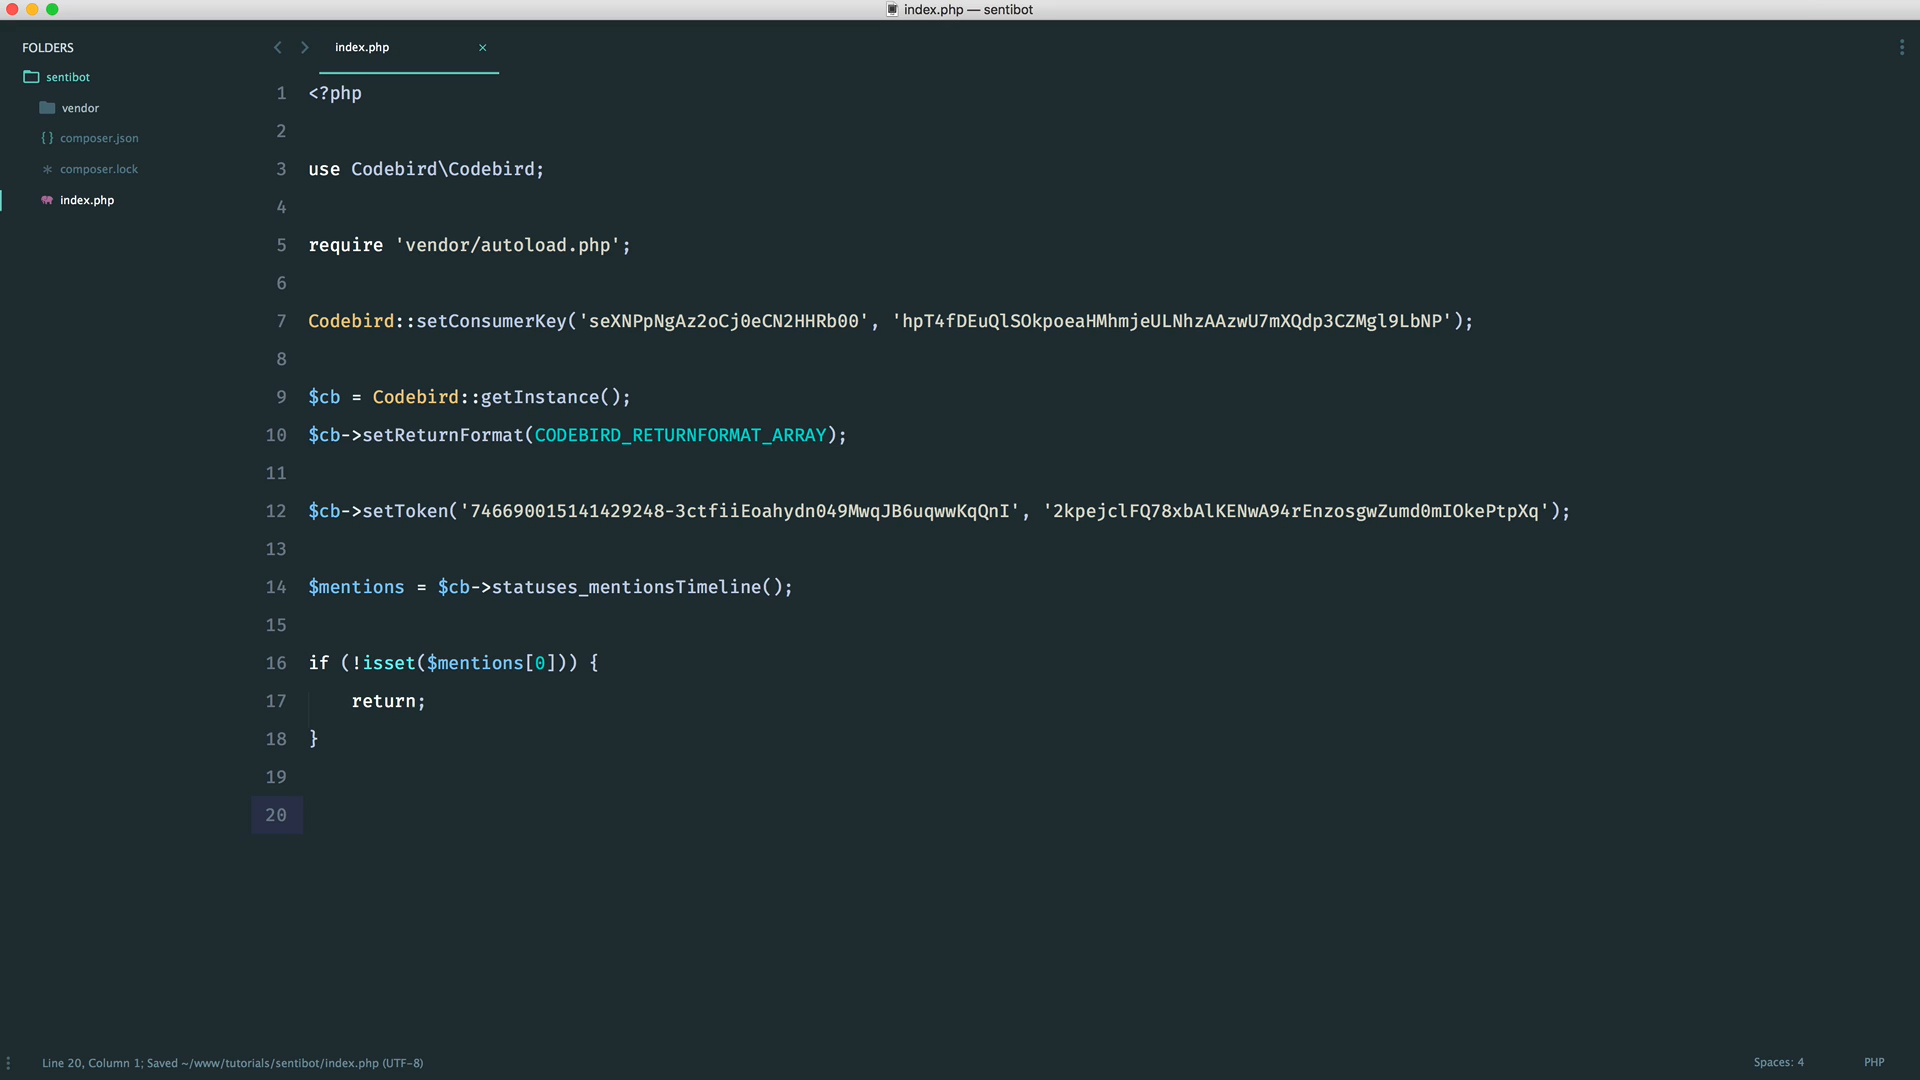 index.php — sentibot
FOLDERS
sentibot
vendor
{} composer.json
* composer.lock
index.php
index.php ×
1 <?php
2
3 use Codebird\Codebird;
4
5 require 'vendor/autoload.php';
6
7 Codebird::setConsumerKey('seXNPpNgAz2oCj0eCN2HHRb00', 'hpT4fDEuQlSOkpoeaHMhmjeULNhzAAzwU7mXQdp3CZMgl9LbNP');
8
9 $cb = Codebird::getInstance();
10 $cb->setReturnFormat(CODEBIRD_RETURNFORMAT_ARRAY);
11
12 $cb->setToken('746690015141429248-3ctfiiEoahydn049MwqJB6uqwwKqQnI', '2kpejclFQ78xbAlKENwA94rEnzosgwZumd0mIOkePtpXq');
13
14 $mentions = $cb->statuses_mentionsTimeline();
15
16 if (!isset($mentions[0])) {
17     return;
18 }
19
20
Line 20, Column 1; Saved ~/www/tutorials/sentibot/index.php (UTF-8)
Spaces: 4
PHP